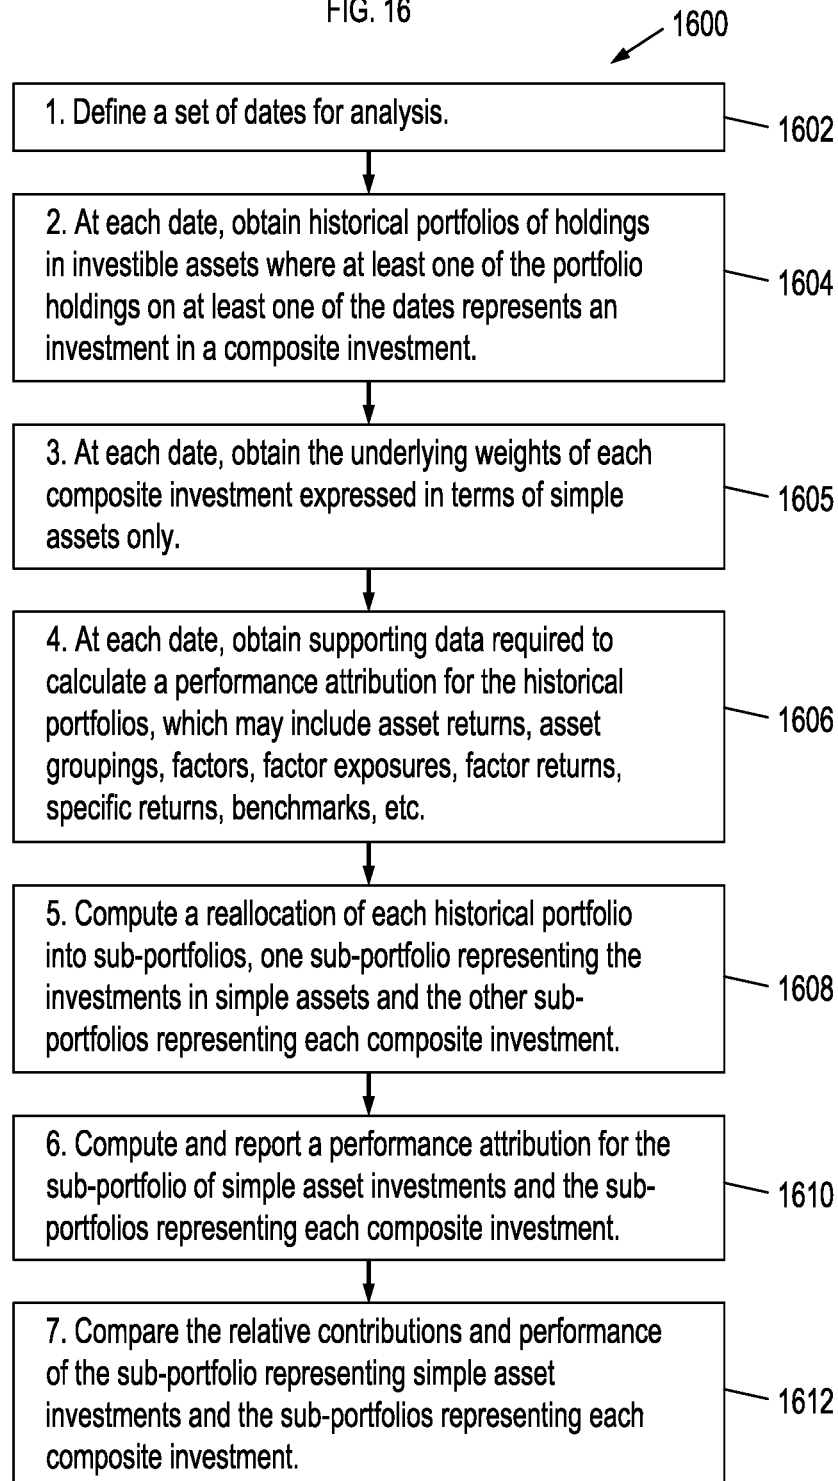 FIG. 16
1600
1. Define a set of dates for analysis.
1602
2. At each date, obtain historical portfolios of holdings
in investible assets where at least one of the portfolio
holdings on at least one of the dates represents an
investment in a composite investment.
1604
3. At each date, obtain the underlying weights of each
composite investment expressed in terms of simple
assets only.
1605
4. At each date, obtain supporting data required to
calculate a performance attribution for the historical
portfolios, which may include asset returns, asset
groupings, factors, factor exposures, factor returns,
specific returns, benchmarks, etc.
1606
5. Compute a reallocation of each historical portfolio
into sub-portfolios, one sub-portfolio representing the
investments in simple assets and the other sub-
portfolios representing each composite investment.
1608
6. Compute and report a performance attribution for the
sub-portfolio of simple asset investments and the sub-
portfolios representing each composite investment.
1610
7. Compare the relative contributions and performance
of the sub-portfolio representing simple asset
investments and the sub-portfolios representing each
composite investment.
1612